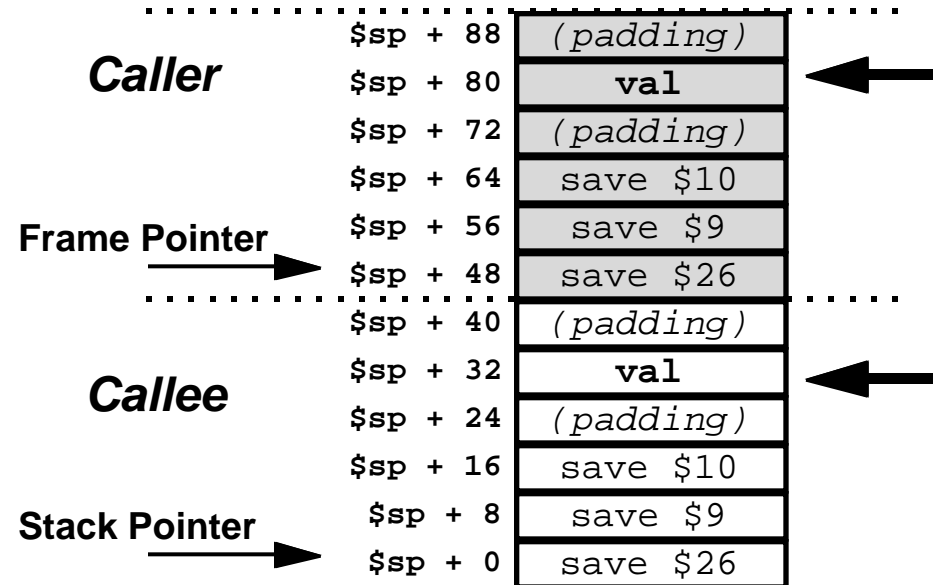 $sp + 88 (padding)
Caller $sp + 80 val
$sp + 72 (padding)
$sp + 64 save $10
Frame Pointer $sp + 56 save $9
$sp + 48 save $26
$sp + 40 (padding)
Callee $sp + 32 val
$sp + 24 (padding)
$sp + 16 save $10
Stack Pointer $sp + 8 save $9
$sp + 0 save $26